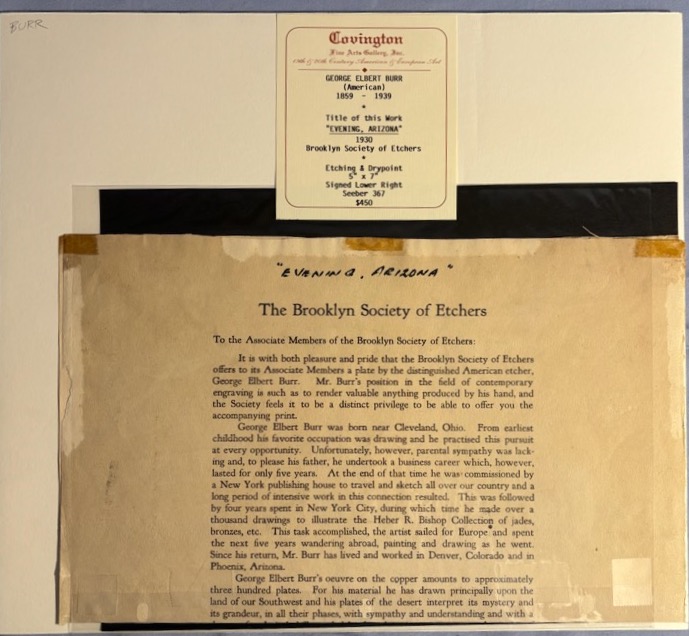 BURR
Covington
Fine Arts Gallery, Inc.
19th & 20th Century American & European Art
GEORGE ELBERT BURR
(American)
1859 - 1939
*
Title of this Work
"EVENING, ARIZONA"
1930
Brooklyn Society of Etchers
*
Etching & Drypoint
5" x 7"
Signed Lower Right
Seeber 367
$450
"EVENING, ARIZONA"
The Brooklyn Society of Etchers
To the Associate Members of the Brooklyn Society of Etchers:
It is with both pleasure and pride that the Brooklyn Society of Etchers
offers to its Associate Members a plate by the distinguished American etcher,
George Elbert Burr. Mr. Burr's position in the field of contemporary
engraving is such as to render valuable anything produced by his hand, and
the Society feels it to be a distinct privilege to be able to offer you the
accompanying print.
George Elbert Burr was born near Cleveland, Ohio. From earliest
childhood his favorite occupation was drawing and he practised this pursuit
at every opportunity. Unfortunately, however, parental sympathy was lack-
ing and, to please his father, he undertook a business career which, however,
lasted for only five years. At the end of that time he was commissioned by
a New York publishing house to travel and sketch all over our country and a
long period of intensive work in this connection resulted. This was followed
by four years spent in New York City, during which time he made over a
thousand drawings to illustrate the Heber R. Bishop Collection of jades,
bronzes, etc. This task accomplished, the artist sailed for Europe and spent
the next five years wandering abroad, painting and drawing as he went.
Since his return, Mr. Burr has lived and worked in Denver, Colorado and in
Phoenix, Arizona.
George Elbert Burr's oeuvre on the copper amounts to approximately
three hundred plates. For his material he has drawn principally upon the
land of our Southwest and his plates of the desert interpret its mystery and
its grandeur, in all their phases, with sympathy and understanding and with a